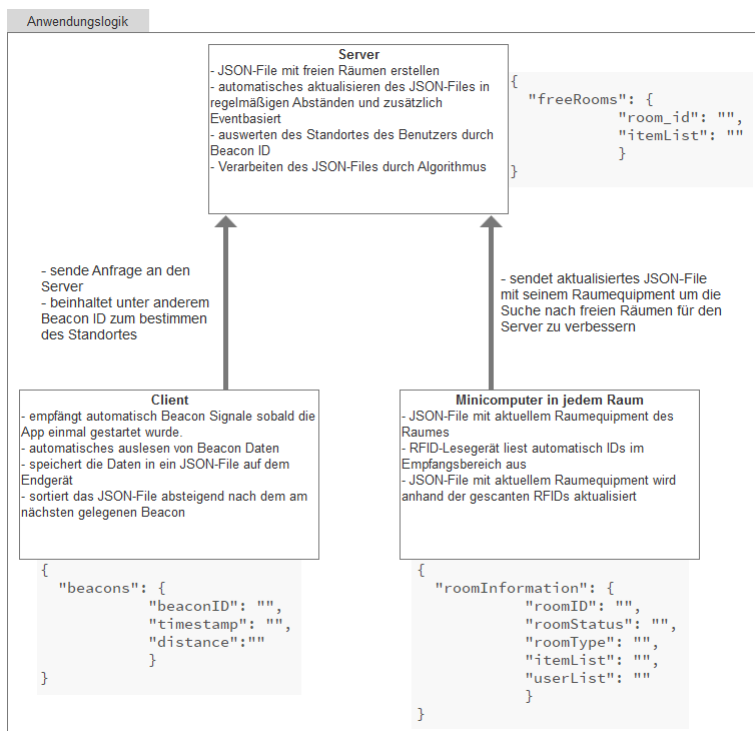 Anwendungslogik
Server
- JSON-File mit freien Räumen erstellen
- automatisches aktualisieren des JSON-Files in
regelmäßigen Abständen und zusätzlich
Eventbasiert
- auswerten des Standortes des Benutzers durch
Beacon ID
- Verarbeiten des JSON-Files durch Algorithmus
{
"freeRooms": {
"room_id": "",
"itemList": ""
}
}
- sende Anfrage an den
Server
- beinhaltet unter anderem
Beacon ID zum bestimmen
des Standortes
- sendet aktualisiertes JSON-File
mit seinem Raumequipment um die
Suche nach freien Räumen für den
Server zu verbessern
Client
- empfängt automatisch Beacon Signale sobald die
App einmal gestartet wurde.
- automatisches auslesen von Beacon Daten
- speichert die Daten in ein JSON-File auf dem
Endgerät
- sortiert das JSON-File absteigend nach dem am
nächsten gelegenen Beacon
{
"beacons": {
"beaconID": "",
"timestamp": "",
"distance":""
}
}
Minicomputer in jedem Raum
- JSON-File mit aktuellem Raumequipment des
Raumes
- RFID-Lesegerät liest automatisch IDs im
Empfangsbereich aus
- JSON-File mit aktuellem Raumequipment wird
anhand der gescanten RFIDs aktualisiert
{
"roomInformation": {
"roomID": "",
"roomStatus": "",
"roomType": "",
"itemList": "",
"userList": ""
}
}